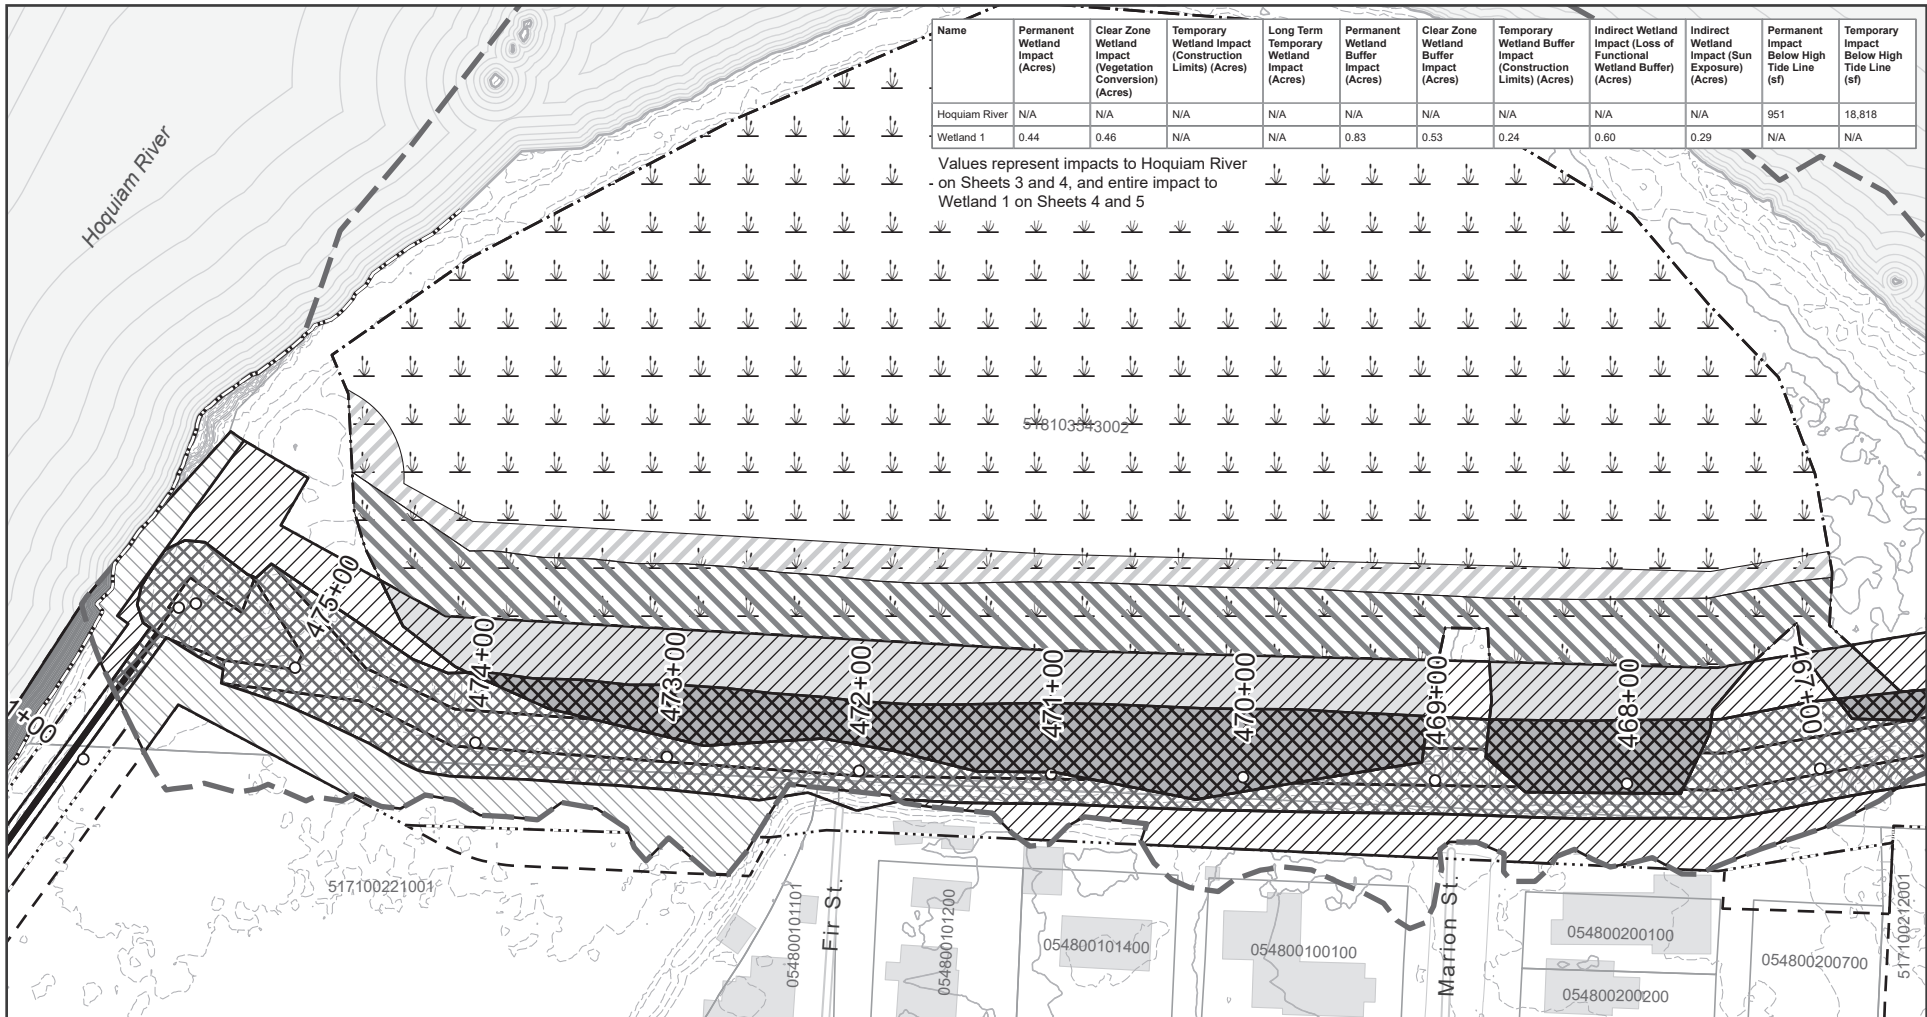 Name
Permanent
Wetland
Impact
(Acres)
Clear Zone
Wetland
Impact
(Vegetation
Conversion)
(Acres)
Temporary
Wetland Impact
(Construction
Limits) (Acres)
Long Term
Temporary
Wetland
Impact
(Acres)
Permanent
Wetland
Buffer
Impact
(Acres)
Clear Zone
Wetland
Buffer
Impact
(Acres)
Temporary
Wetland Buffer
Impact
(Construction
Limits) (Acres)
Indirect Wetland
Impact (Loss of
Functional
Wetland Buffer)
(Acres)
Indirect
Wetland
Impact (Sun
Exposure)
(Acres)
Permanent
Impact
Below High
Tide Line
(sf)
Temporary
Impact
Below High
Tide Line
(sf)
Hoquiam River N/A N/A N/A N/A N/A N/A N/A N/A N/A 951 18,818
Wetland 1 0.44 0.46 N/A N/A 0.83 0.53 0.24 0.60 0.29 N/A N/A
Values represent impacts to Hoquiam River
on Sheets 3 and 4, and entire impact to
Wetland 1 on Sheets 4 and 5
Hoquiam River
518103343002
475+00
474+00
473+00
472+00
471+00
470+00
469+00
468+00
467+00
1+00
517100221001
054800101101
Fir St.
054800101200
054800101400
054800100100
Marion St.
054800200100
054800200200
054800200700
517100212001